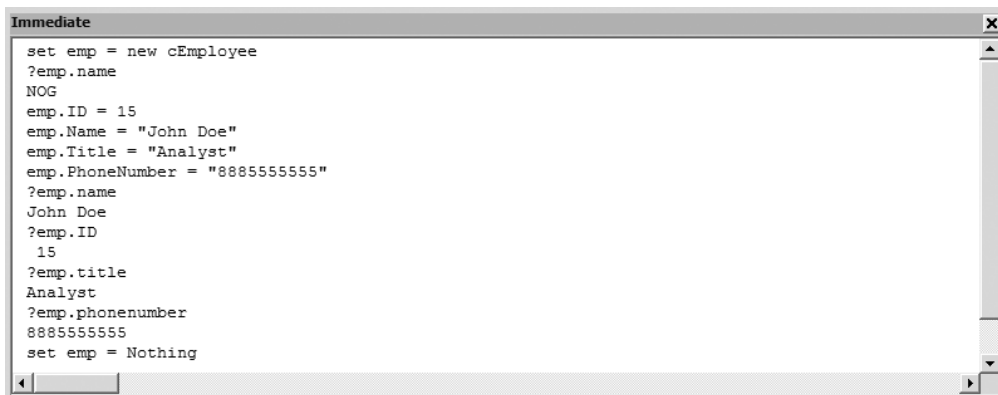 Immediate
set emp = new cEmployee
?emp.name
NOG
emp.ID = 15
emp.Name = "John Doe"
emp.Title = "Analyst"
emp.PhoneNumber = "8885555555"
?emp.name
John Doe
?emp.ID
15
?emp.title
Analyst
?emp.phonenumber
8885555555
set emp = Nothing